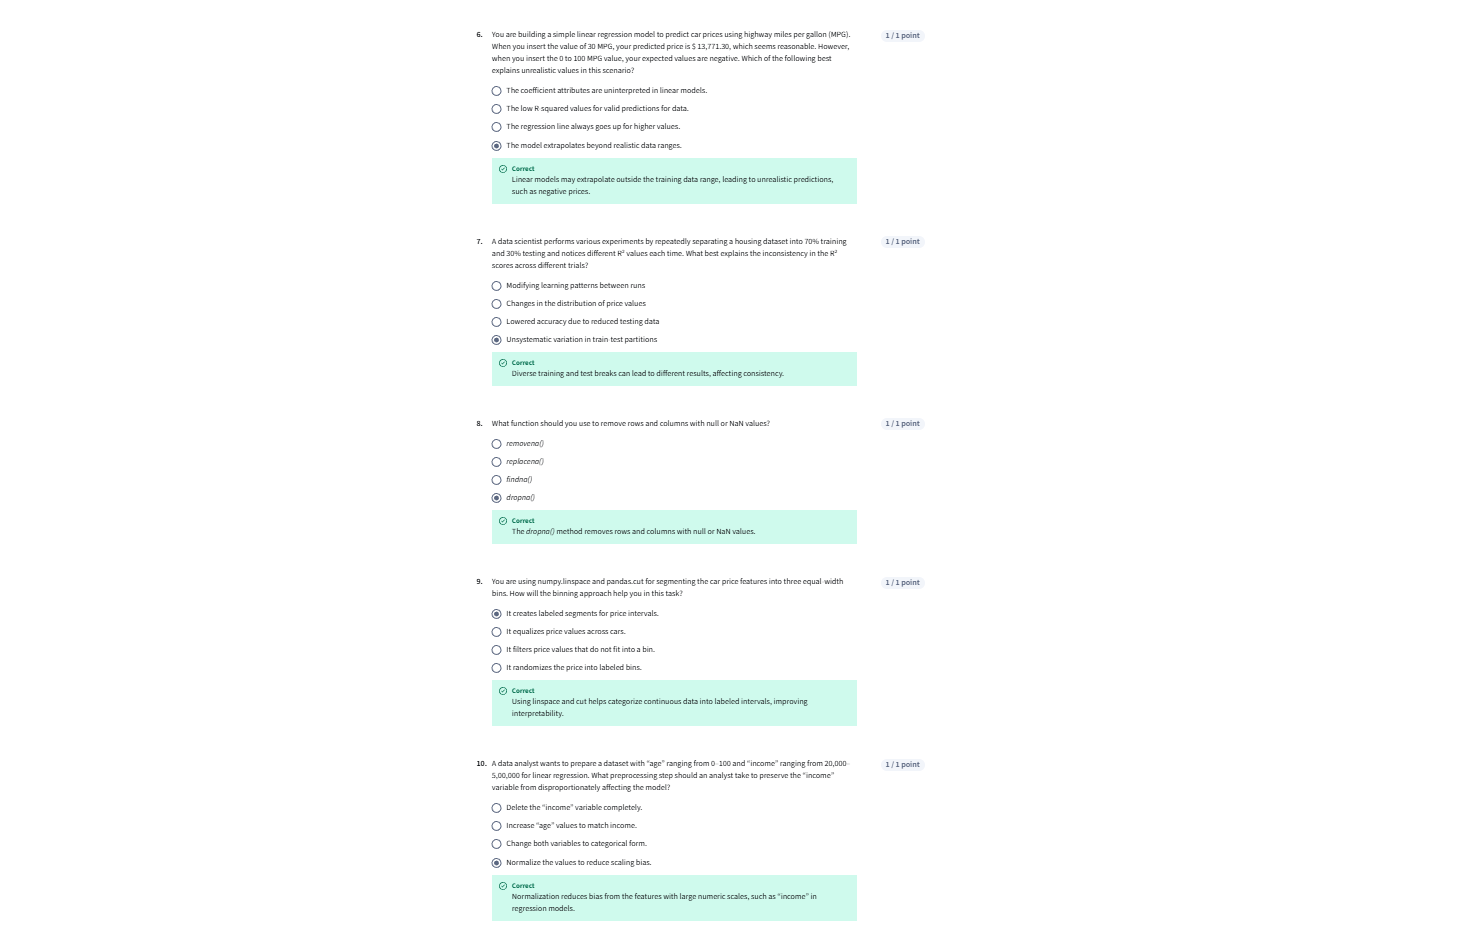 6. You are building a simple linear regression model to predict car prices using highway miles per gallon (MPG). 1 / 1 point
When you insert the value of 30 MPG, your predicted price is $ 13,771.30, which seems reasonable. However,
when you insert the 0 to 100 MPG value, your expected values are negative. Which of the following best
explains unrealistic values in this scenario?
The coefficient attributes are uninterpreted in linear models.
The low R-squared values for valid predictions for data.
The regression line always goes up for higher values.
The model extrapolates beyond realistic data ranges.
Correct
Linear models may extrapolate outside the training data range, leading to unrealistic predictions,
such as negative prices.
7. A data scientist performs various experiments by repeatedly separating a housing dataset into 70% training 1 / 1 point
and 30% testing and notices different R² values each time. What best explains the inconsistency in the R²
scores across different trials?
Modifying learning patterns between runs
Changes in the distribution of price values
Lowered accuracy due to reduced testing data
Unsystematic variation in train-test partitions
Correct
Diverse training and test breaks can lead to different results, affecting consistency.
8. What function should you use to remove rows and columns with null or NaN values? 1 / 1 point
removena()
replacena()
findna()
dropna()
Correct
The dropna() method removes rows and columns with null or NaN values.
9. You are using numpy.linspace and pandas.cut for segmenting the car price features into three equal-width 1 / 1 point
bins. How will the binning approach help you in this task?
It creates labeled segments for price intervals.
It equalizes price values across cars.
It filters price values that do not fit into a bin.
It randomizes the price into labeled bins.
Correct
Using linspace and cut helps categorize continuous data into labeled intervals, improving
interpretability.
10. A data analyst wants to prepare a dataset with “age” ranging from 0-100 and “income” ranging from 20,000- 1 / 1 point
5,00,000 for linear regression. What preprocessing step should an analyst take to preserve the “income”
variable from disproportionately affecting the model?
Delete the “income” variable completely.
Increase “age” values to match income.
Change both variables to categorical form.
Normalize the values to reduce scaling bias.
Correct
Normalization reduces bias from the features with large numeric scales, such as “income” in
regression models.